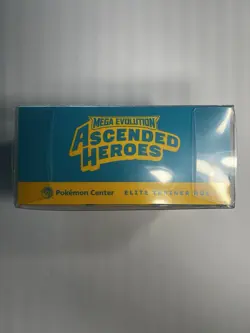 MEGA EVOLUTION
ASCENDED
HEROES
Pokémon Center ELITE TRAINER BOX